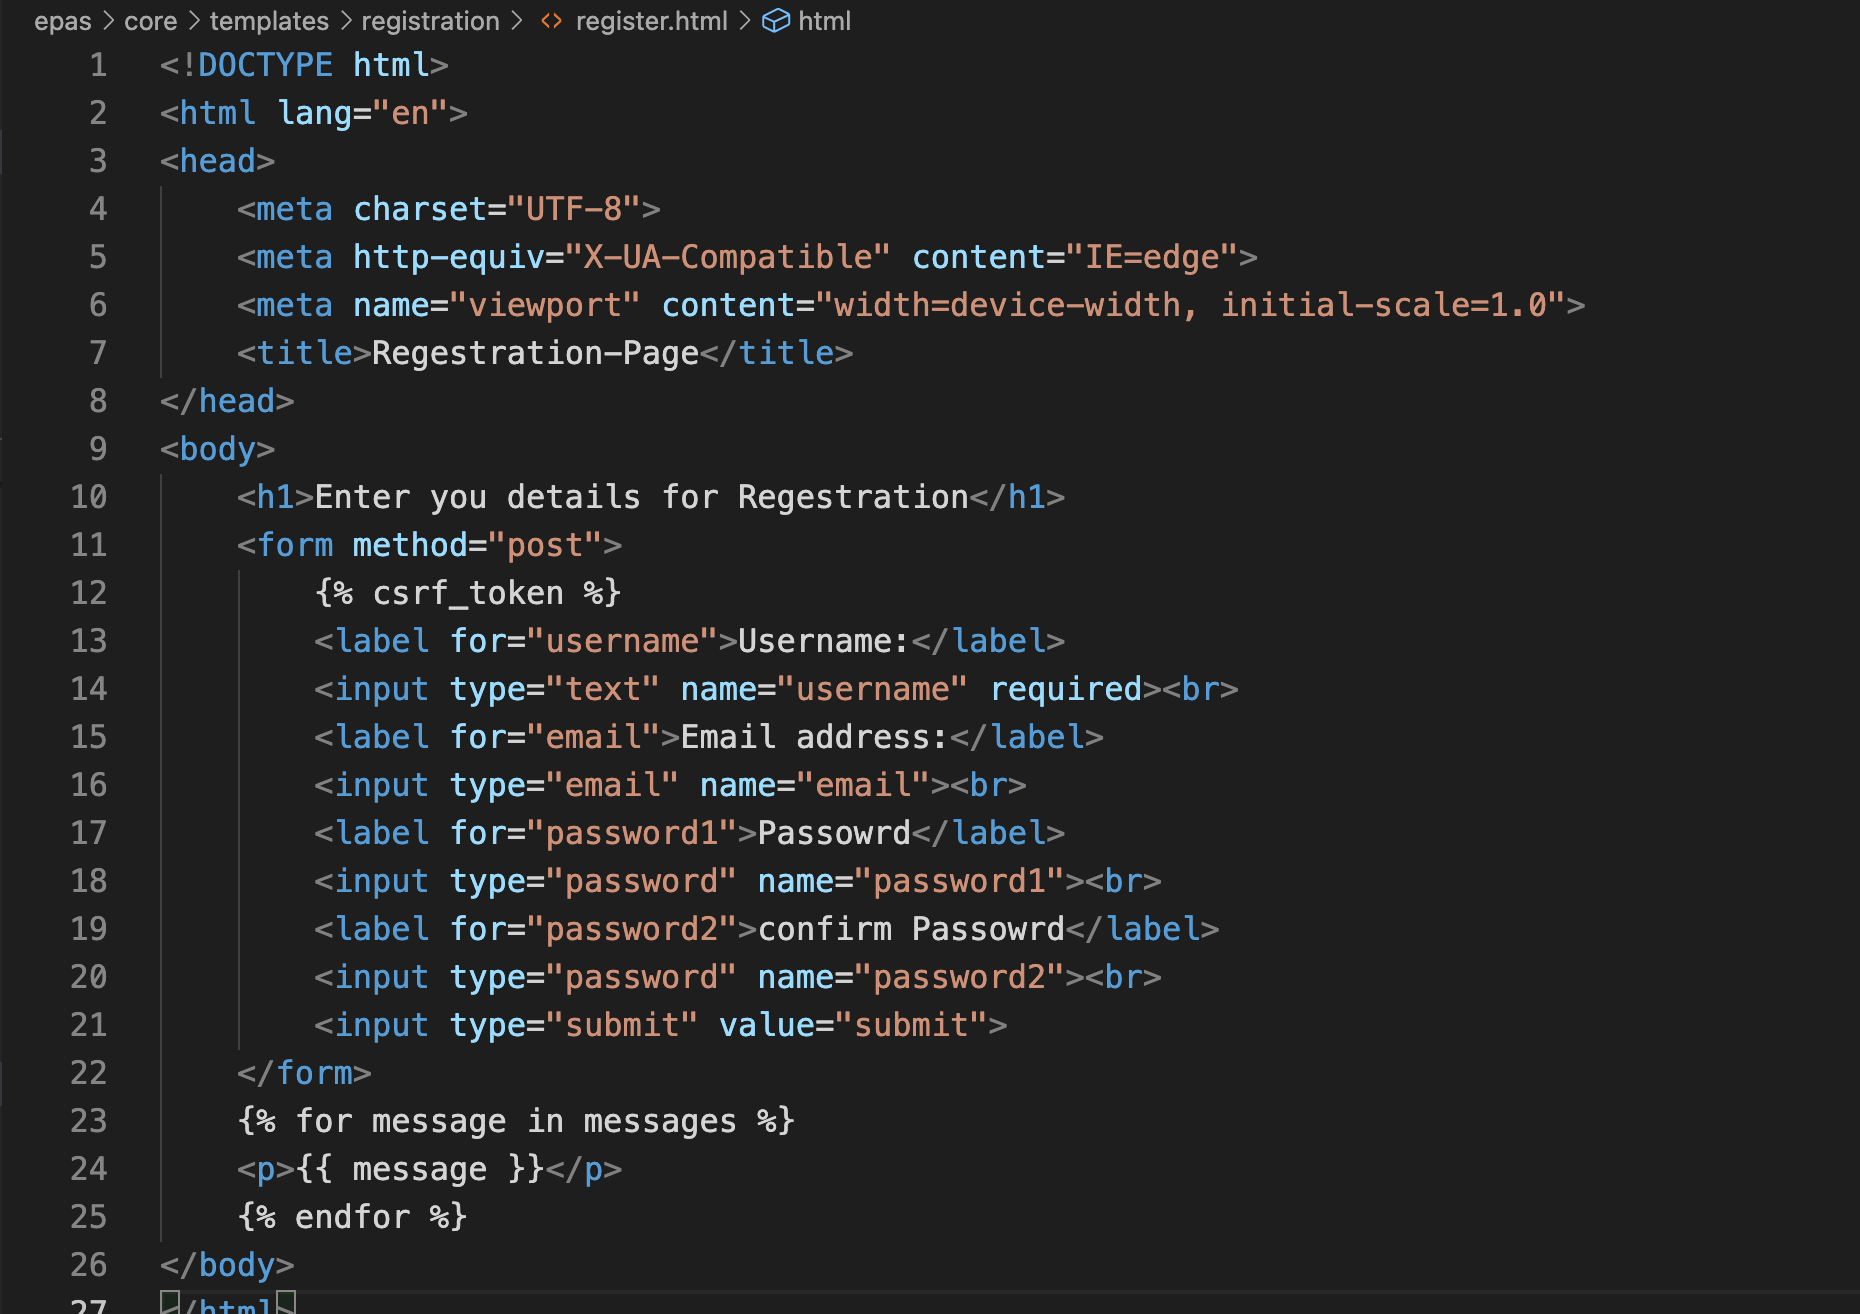 epas > core > templates > registration > <> register.html > html
1 <!DOCTYPE html>
2 <html lang="en">
3 <head>
4     <meta charset="UTF-8">
5     <meta http-equiv="X-UA-Compatible" content="IE=edge">
6     <meta name="viewport" content="width=device-width, initial-scale=1.0">
7     <title>Regestration-Page</title>
8 </head>
9 <body>
10     <h1>Enter you details for Regestration</h1>
11     <form method="post">
12         {% csrf_token %}
13         <label for="username">Username:</label>
14         <input type="text" name="username" required><br>
15         <label for="email">Email address:</label>
16         <input type="email" name="email"><br>
17         <label for="password1">Passowrd</label>
18         <input type="password" name="password1"><br>
19         <label for="password2">confirm Passowrd</label>
20         <input type="password" name="password2"><br>
21         <input type="submit" value="submit">
22     </form>
23     {% for message in messages %}
24     <p>{{ message }}</p>
25     {% endfor %}
26 </body>
27 </html>